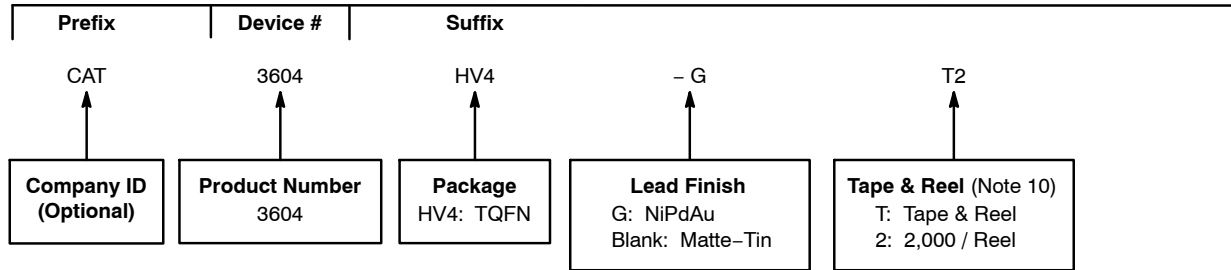 Prefix Device # Suffix
CAT 3604 HV4 – G T2
Company ID
(Optional)
Product Number
3604
Package
HV4: TQFN
Lead Finish
G: NiPdAu
Blank: Matte−Tin
Tape & Reel (Note 10)
T: Tape & Reel
2: 2,000 / Reel